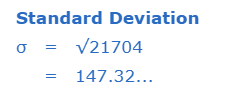 Standard Deviation
σ = √21704
= 147.32...